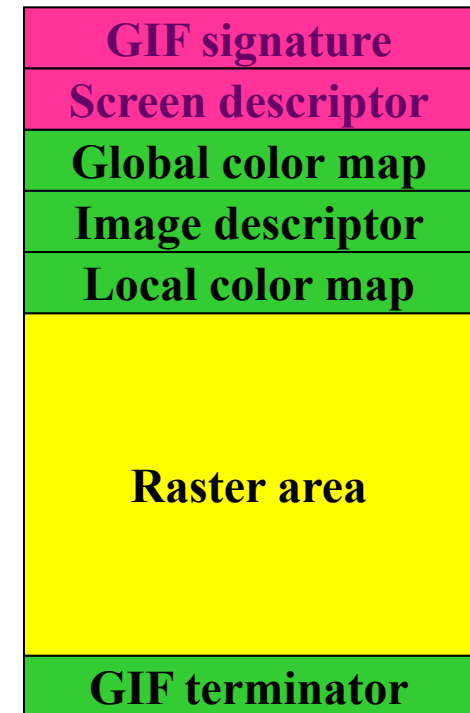 GIF signature
Screen descriptor
Global color map
Image descriptor
Local color map
Raster area
GIF terminator